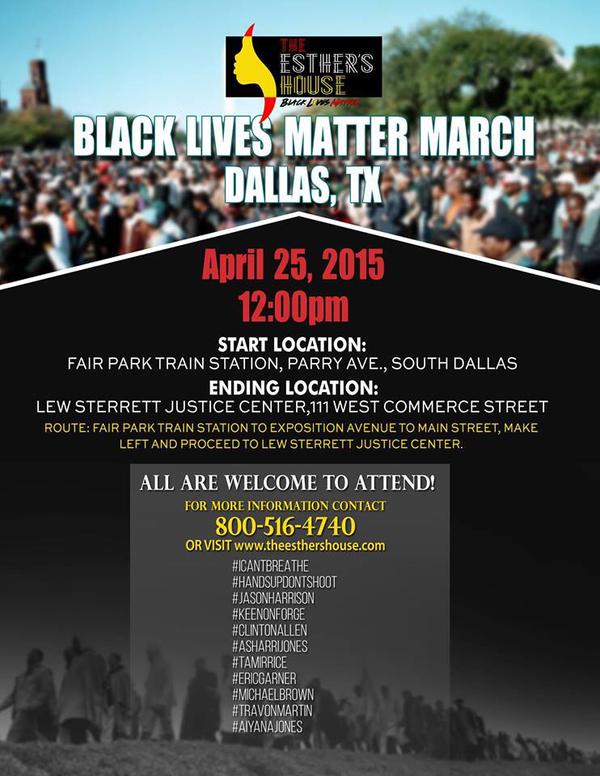 THE
ESTHER'S
HOUSE
BLACK LIVES MATTER
BLACK LIVES MATTER MARCH
DALLAS, TX
April 25, 2015
12:00pm
START LOCATION:
FAIR PARK TRAIN STATION, PARRY AVE., SOUTH DALLAS
ENDING LOCATION:
LEW STERRETT JUSTICE CENTER,111 WEST COMMERCE STREET
ROUTE: FAIR PARK TRAIN STATION TO EXPOSITION AVENUE TO MAIN STREET, MAKE
LEFT AND PROCEED TO LEW STERRETT JUSTICE CENTER.
ALL ARE WELCOME TO ATTEND!
FOR MORE INFORMATION CONTACT
800-516-4740
OR VISIT www.theesthershouse.com
#ICANTBREATHE
#HANDSUPDONTSHOOT
#JASONHARRISON
#KEENONFORGE
#CLINTONALLEN
#ASHARRIJONES
#TAMIRRICE
#ERICGARNER
#MICHAELBROWN
#TRAVONMARTIN
#AIYANAJONES